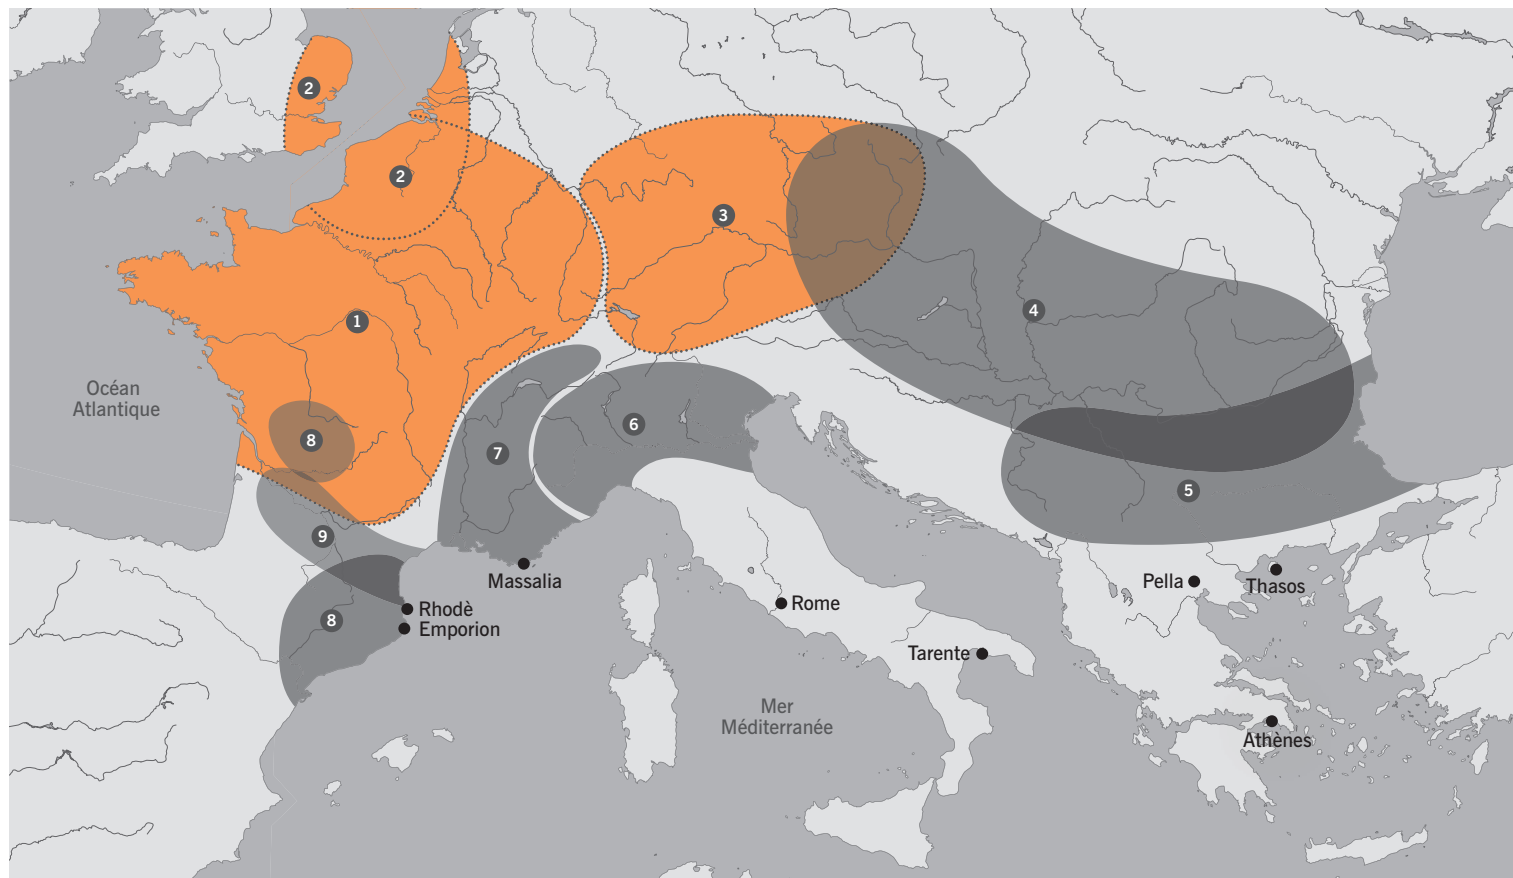 2
2
3
4
1
Océan
Atlantique
6
8
7
5
9
Massalia
Pella
Thasos
Rhodè
Rome
8
Emporion
Tarente
Mer
Méditerranée
Athènes